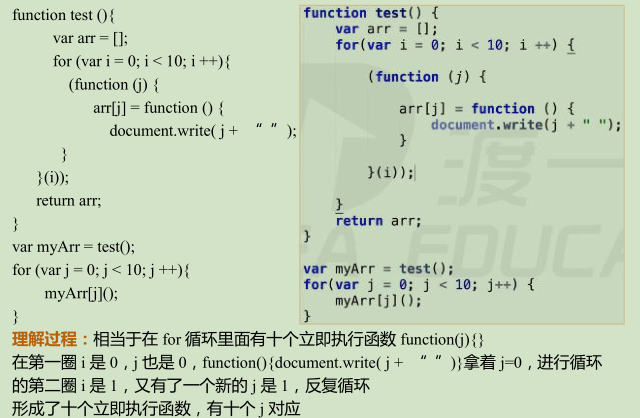 function test (){
var arr = [];
for (var i = 0; i < 10; i ++){
(function (j) {
arr[j] = function () {
document.write( j + “ ” );
}
}(i));
return arr;
}
var myArr = test();
for (var j = 0; j < 10; j ++){
myArr[j]();
}
function test() {
var arr = [];
for(var i = 0; i < 10; i ++) {
(function (j) {
arr[j] = function () {
document.write(j + " ");
}
}(i));
}
return arr;
}
var myArr = test();
for(var j = 0; j < 10; j++) {
myArr[j]();
}
渡一
EDUCA
理解过程：相当于在 for 循环里面有十个立即执行函数 function(j){}
在第一圈 i 是 0，j 也是 0，function(){document.write( j + “ ” )}拿着 j=0，进行循环
的第二圈 i 是 1，又有了一个新的 j 是 1，反复循环
形成了十个立即执行函数，有十个 j 对应